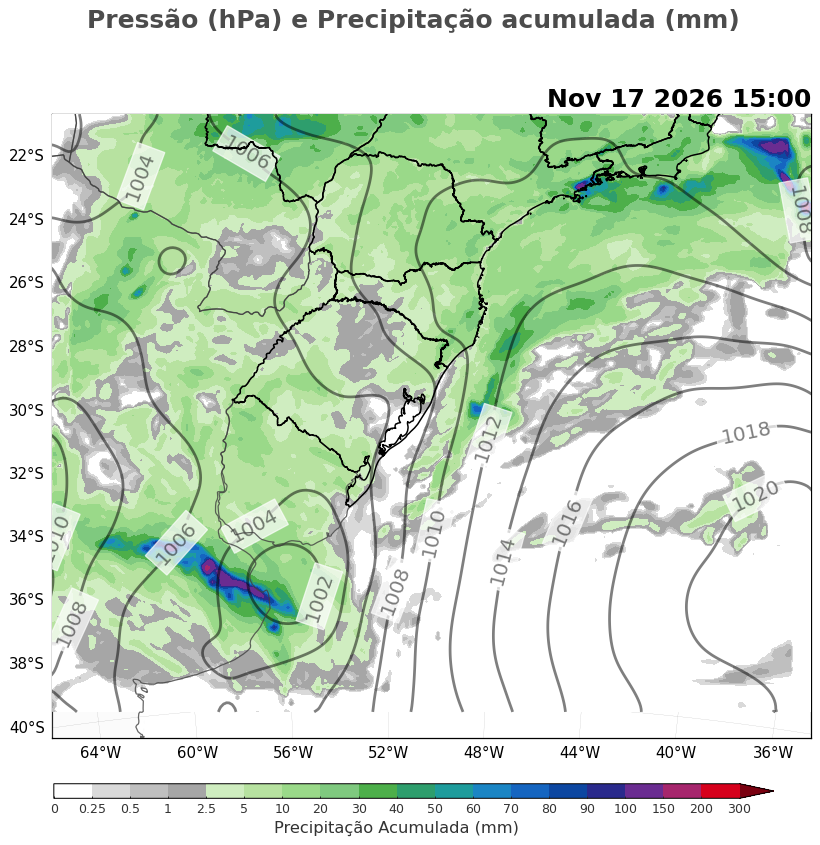 Pressão (hPa) e Precipitação acumulada (mm)
Nov 17 2026 15:00
22°S
24°S
26°S
28°S
30°S
32°S
34°S
36°S
38°S
40°S
1006
1004
1008
1018
1012
1020
1016
1010
1006
1004
1010
1014
1002
1008
1008
64°W 60°W 56°W 52°W 48°W 44°W 40°W 36°W
0 0.25 0.5 1 2.5 5 10 20 30 40 50 60 70 80 90 100 150 200 300
Precipitação Acumulada (mm)